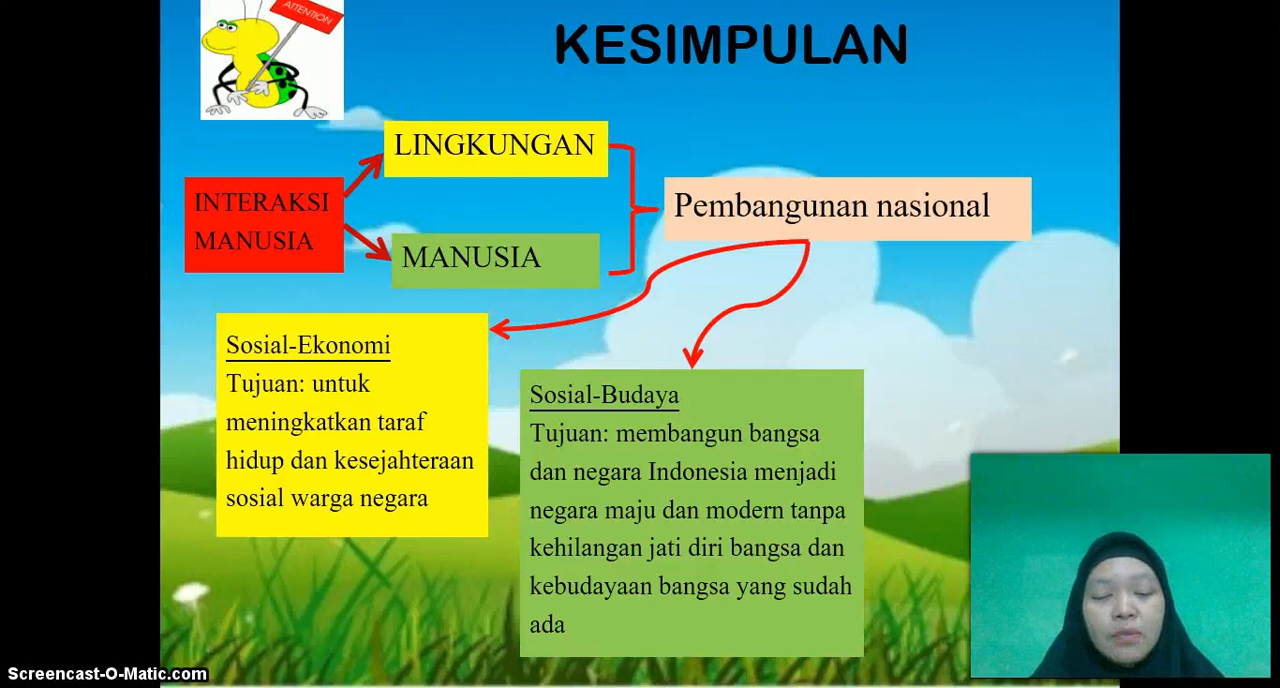 ATTENTION
KESIMPULAN
LINGKUNGAN
INTERAKSI
MANUSIA
MANUSIA
Pembangunan nasional
Sosial-Ekonomi
Tujuan: untuk
meningkatkan taraf
hidup dan kesejahteraan
sosial warga negara
Sosial-Budaya
Tujuan: membangun bangsa
dan negara Indonesia menjadi
negara maju dan modern tanpa
kehilangan jati diri bangsa dan
kebudayaan bangsa yang sudah
ada
Screencast-O-Matic.com